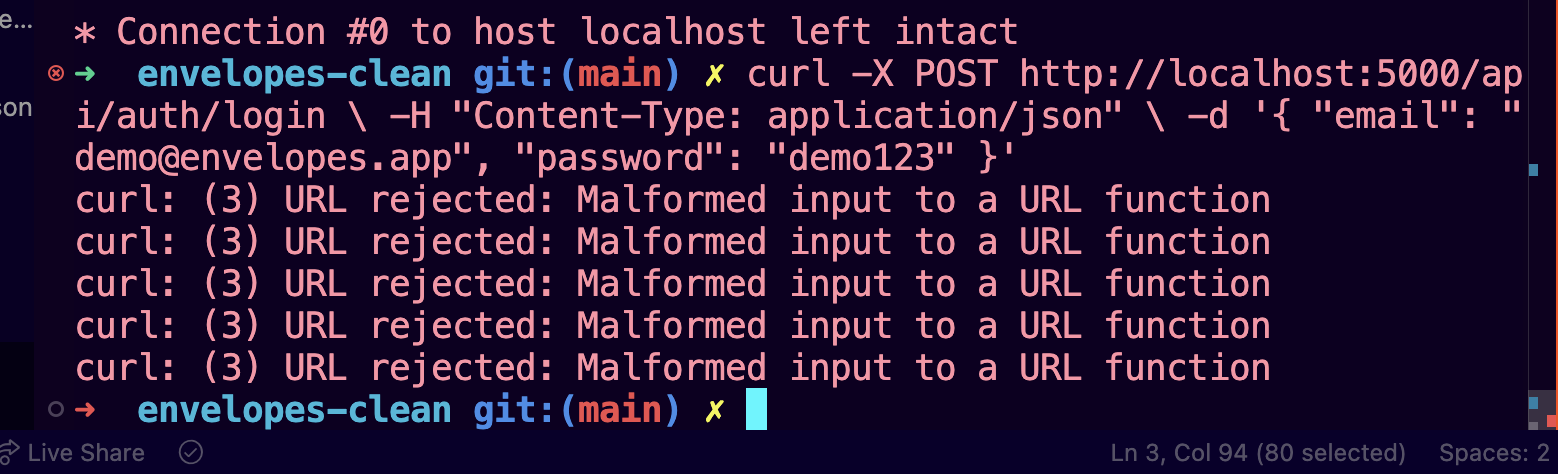 e...
* Connection #0 to host localhost left intact
➜ envelopes-clean git:(main) ✗ curl -X POST http://localhost:5000/ap
son
i/auth/login \ -H "Content-Type: application/json" \ -d '{ "email": "
demo@envelopes.app", "password": "demo123" }'
curl: (3) URL rejected: Malformed input to a URL function
curl: (3) URL rejected: Malformed input to a URL function
curl: (3) URL rejected: Malformed input to a URL function
curl: (3) URL rejected: Malformed input to a URL function
curl: (3) URL rejected: Malformed input to a URL function
➜ envelopes-clean git:(main) ✗
Live Share Ln 3, Col 94 (80 selected) Spaces: 2